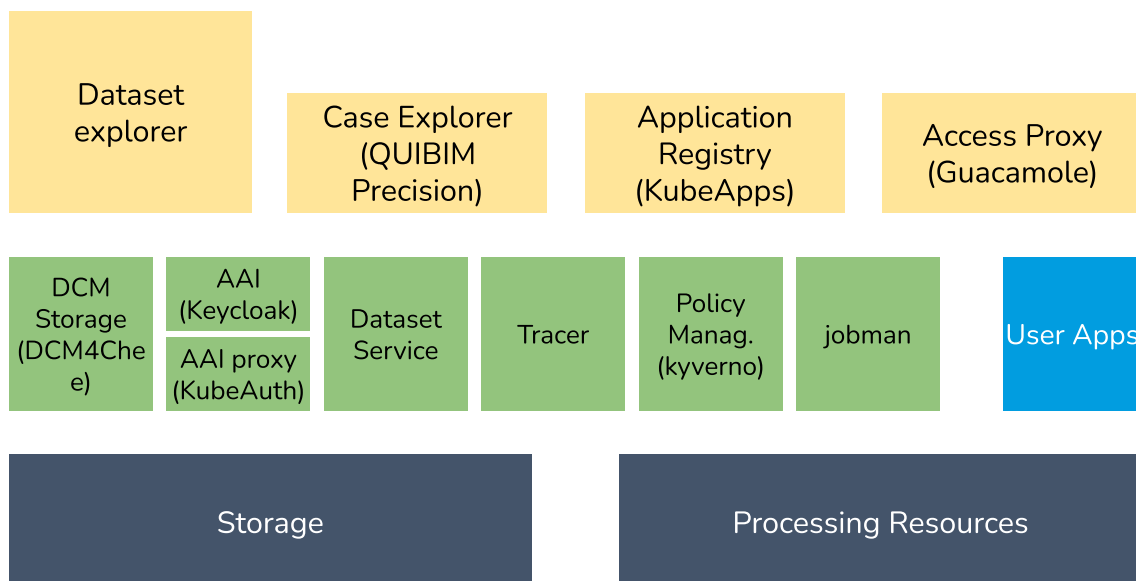 Dataset
explorer
Case Explorer
(QUIBIM
Precision)
Application
Registry
(KubeApps)
Access Proxy
(Guacamole)
DCM
Storage
(DCM4Che
e)
AAI
(Keycloak)
AAI proxy
(KubeAuth)
Dataset
Service
Tracer
Policy
Manag.
(kyverno)
jobman
User Apps
Storage
Processing Resources